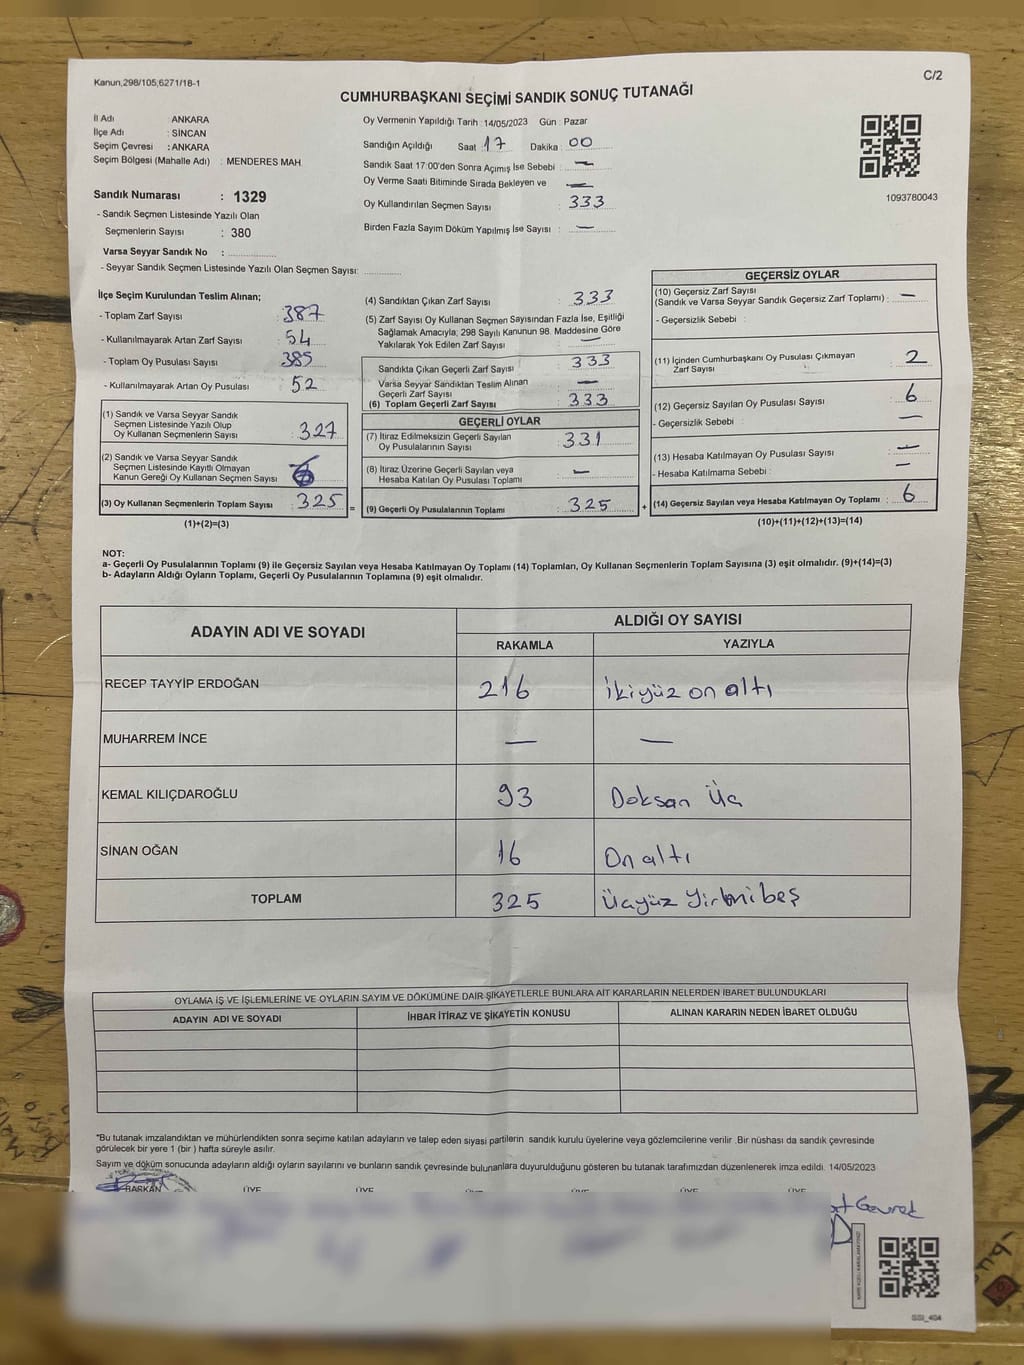 Kanun,298/105;6271/18-1
C/2
CUMHURBAŞKANI SEÇİMİ SANDIK SONUÇ TUTANAĞI
İl Adı : ANKARA
İlçe Adı : SİNCAN
Seçim Çevresi : ANKARA
Seçim Bölgesi (Mahalle Adı) : MENDERES MAH.
Sandık Numarası : 1329
- Sandık Seçmen Listesinde Yazılı Olan
Seçmenlerin Sayısı : 380
Varsa Seyyar Sandık No :
- Seyyar Sandık Seçmen Listesinde Yazılı Olan Seçmen Sayısı:
Oy Vermenin Yapıldığı Tarih :14/05/2023 Gün : Pazar
Sandığın Açıldığı Saat : 17 Dakika : 00
Sandık Saat 17:00'den Sonra Açımış İse Sebebi : —
Oy Verme Saati Bitiminde Sırada Bekleyen ve —
Oy Kullandırılan Seçmen Sayısı : 333
Birden Fazla Sayım Döküm Yapılmış İse Sayısı : —
1093780043
İlçe Seçim Kurulundan Teslim Alınan;
- Toplam Zarf Sayısı : 387
- Kullanılmayarak Artan Zarf Sayısı : 54
- Toplam Oy Pusulası Sayısı : 385
- Kullanılmayarak Artan Oy Pusulası : 52
(1) Sandık ve Varsa Seyyar Sandık
Seçmen Listesinde Yazılı Olup
Oy Kullanan Seçmenlerin Sayısı : 327
(2) Sandık ve Varsa Seyyar Sandık
Seçmen Listesinde Kayıtlı Olmayan
Kanun Gereği Oy Kullanan Seçmen Sayısı :
(3) Oy Kullanan Seçmenlerin Toplam Sayısı : 325 =
(1)+(2)=(3)
(4) Sandıktan Çıkan Zarf Sayısı : 333
(5) Zarf Sayısı Oy Kullanan Seçmen Sayısından Fazla İse, Eşitliği
Sağlamak Amacıyla; 298 Sayılı Kanunun 98. Maddesine Göre
Yakılarak Yok Edilen Zarf Sayısı : —
Sandıkta Çıkan Geçerli Zarf Sayısı : 333
Varsa Seyyar Sandıktan Teslim Alınan
Geçerli Zarf Sayısı : —
(6) Toplam Geçerli Zarf Sayısı : 333
GEÇERLİ OYLAR
(7) İtiraz Edilmeksizin Geçerli Sayılan
Oy Pusulalarının Sayısı : 331
(8) İtiraz Üzerine Geçerli Sayılan veya
Hesaba Katılan Oy Pusulası Toplamı : —
(9) Geçerli Oy Pusulalarının Toplamı : 325 +
GEÇERSİZ OYLAR
(10) Geçersiz Zarf Sayısı
(Sandık ve Varsa Seyyar Sandık Geçersiz Zarf Toplamı) : —
- Geçersizlik Sebebi :
(11) İçinden Cumhurbaşkanı Oy Pusulası Çıkmayan
Zarf Sayısı : 2
(12) Geçersiz Sayılan Oy Pusulası Sayısı : 6
- Geçersizlik Sebebi : —
(13) Hesaba Katılmayan Oy Pusulası Sayısı : —
- Hesaba Katılmama Sebebi : —
(14) Geçersiz Sayılan veya Hesaba Katılmayan Oy Toplamı : 6
(10)+(11)+(12)+(13)=(14)
NOT:
a- Geçerli Oy Pusulalarının Toplamı (9) ile Geçersiz Sayılan veya Hesaba Katılmayan Oy Toplamı (14) Toplamları, Oy Kullanan Seçmenlerin Toplam Sayısına (3) eşit olmalıdır. (9)+(14)=(3)
b- Adayların Aldığı Oyların Toplamı, Geçerli Oy Pusulalarının Toplamına (9) eşit olmalıdır.
ADAYIN ADI VE SOYADI ALDIĞI OY SAYISI
RAKAMLA YAZIYLA
RECEP TAYYİP ERDOĞAN 216 İkiyüz on altı
MUHARREM İNCE — —
KEMAL KILIÇDAROĞLU 93 Doksan Üç
SİNAN OĞAN 16 On altı
TOPLAM 325 Üçyüz Yirmibeş
OYLAMA İŞ VE İŞLEMLERİNE VE OYLARIN SAYIM VE DÖKÜMÜNE DAİR ŞİKAYETLERLE BUNLARA AİT KARARLARIN NELERDEN İBARET BULUNDUKLARI
ADAYIN ADI VE SOYADI İHBAR İTİRAZ VE ŞİKAYETİN KONUSU ALINAN KARARIN NEDEN İBARET OLDUĞU
*Bu tutanak imzalandıktan ve mühürlendikten sonra seçime katılan adayların ve talep eden siyasi partilerin sandık kurulu üyelerine veya gözlemcilerine verilir .Bir nüshası da sandık çevresinde
görülecek bir yere 1 (bir ) hafta süreyle asılır.
Sayım ve döküm sonucunda adayların aldığı oyların sayılarını ve bunların sandık çevresinde bulunanlara duyurulduğunu gösteren bu tutanak tarafımızdan düzenlenerek imza edildi. 14/05/2023
BAŞKAN ÜYE ÜYE ÜYE ÜYE ÜYE ÜYE
SSI_404